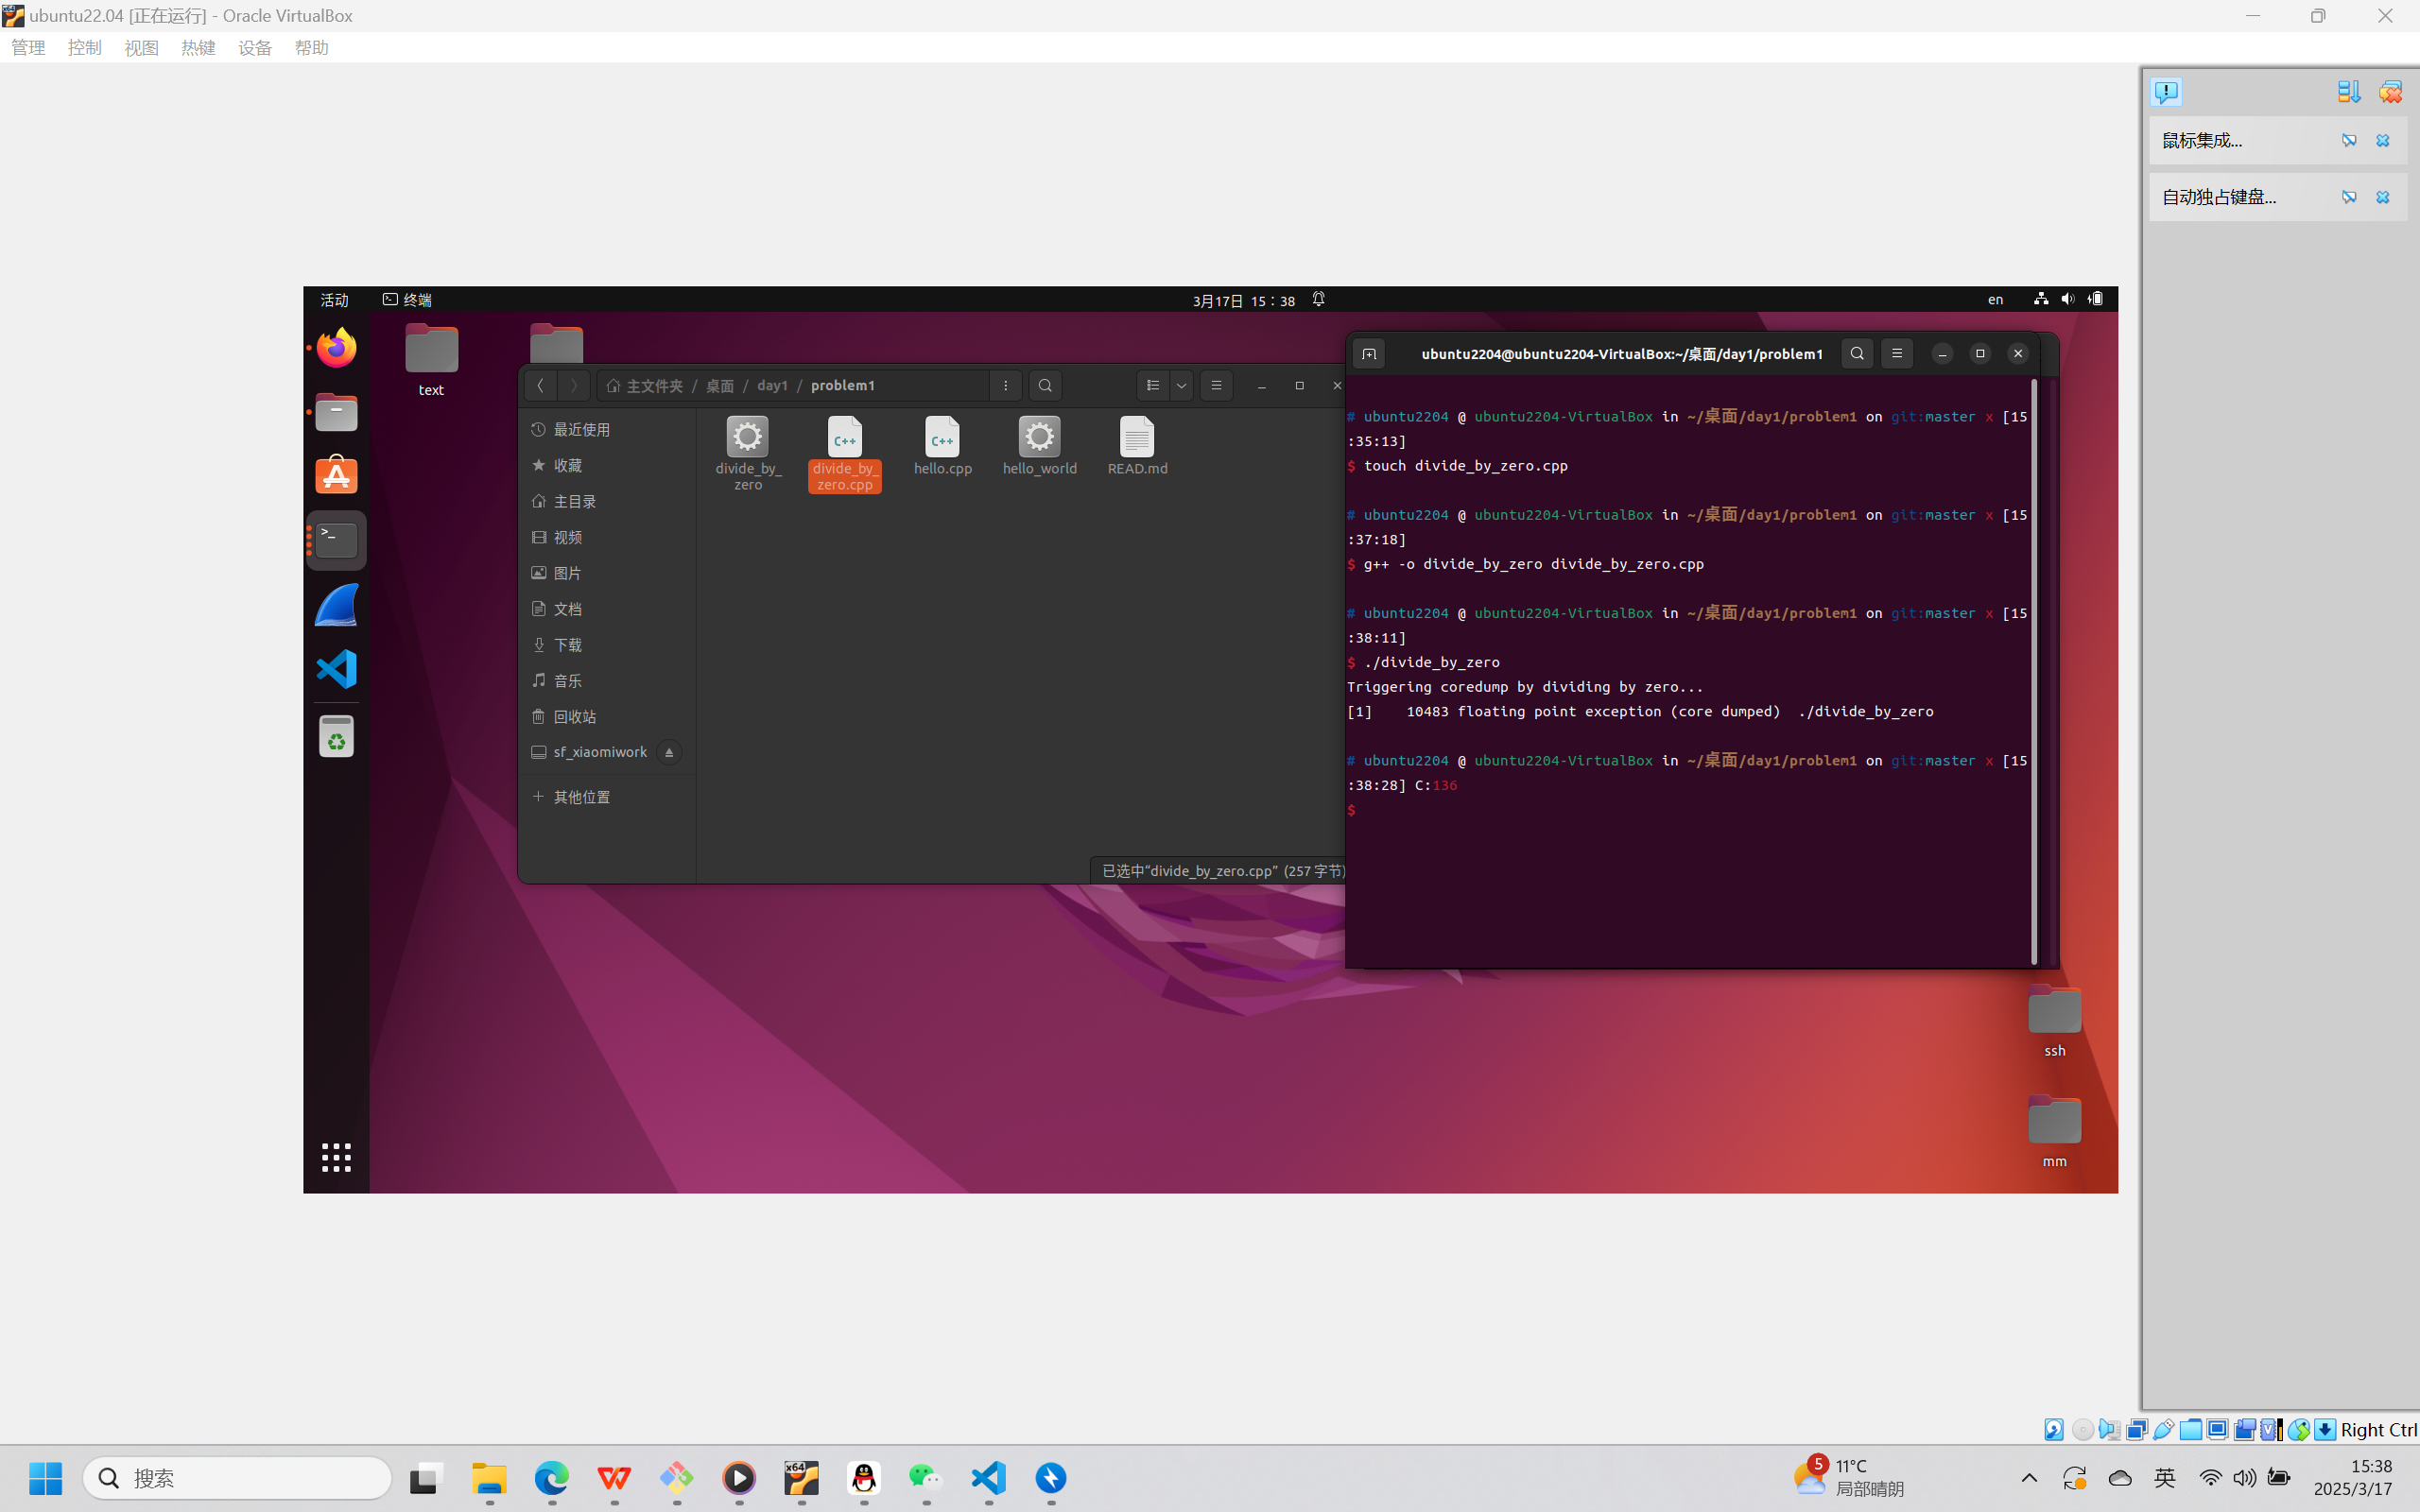 ubuntu22.04 [正在运行] - Oracle VirtualBox
管理 控制 视图 热键 设备 帮助
鼠标集成...
自动独占键盘...
活动 终端 3月17日 15：38 en
text
主文件夹 / 桌面 / day1 / problem1
最近使用
收藏
主目录
视频
图片
文档
下载
音乐
回收站
sf_xiaomiwork
+ 其他位置
divide_by_
zero
divide_by_
zero.cpp
hello.cpp
hello_world
READ.md
已选中“divide_by_zero.cpp” (257 字节)
ubuntu2204@ubuntu2204-VirtualBox:~/桌面/day1/problem1
# ubuntu2204 @ ubuntu2204-VirtualBox in ~/桌面/day1/problem1 on git:master x [15
:35:13]
$ touch divide_by_zero.cpp
# ubuntu2204 @ ubuntu2204-VirtualBox in ~/桌面/day1/problem1 on git:master x [15
:37:18]
$ g++ -o divide_by_zero divide_by_zero.cpp
# ubuntu2204 @ ubuntu2204-VirtualBox in ~/桌面/day1/problem1 on git:master x [15
:38:11]
$ ./divide_by_zero
Triggering coredump by dividing by zero...
[1]    10483 floating point exception (core dumped)  ./divide_by_zero
# ubuntu2204 @ ubuntu2204-VirtualBox in ~/桌面/day1/problem1 on git:master x [15
:38:28] C:136
$
ssh
mm
Right Ctrl
搜索
x64
5
11°C
局部晴朗
英
15:38
2025/3/17